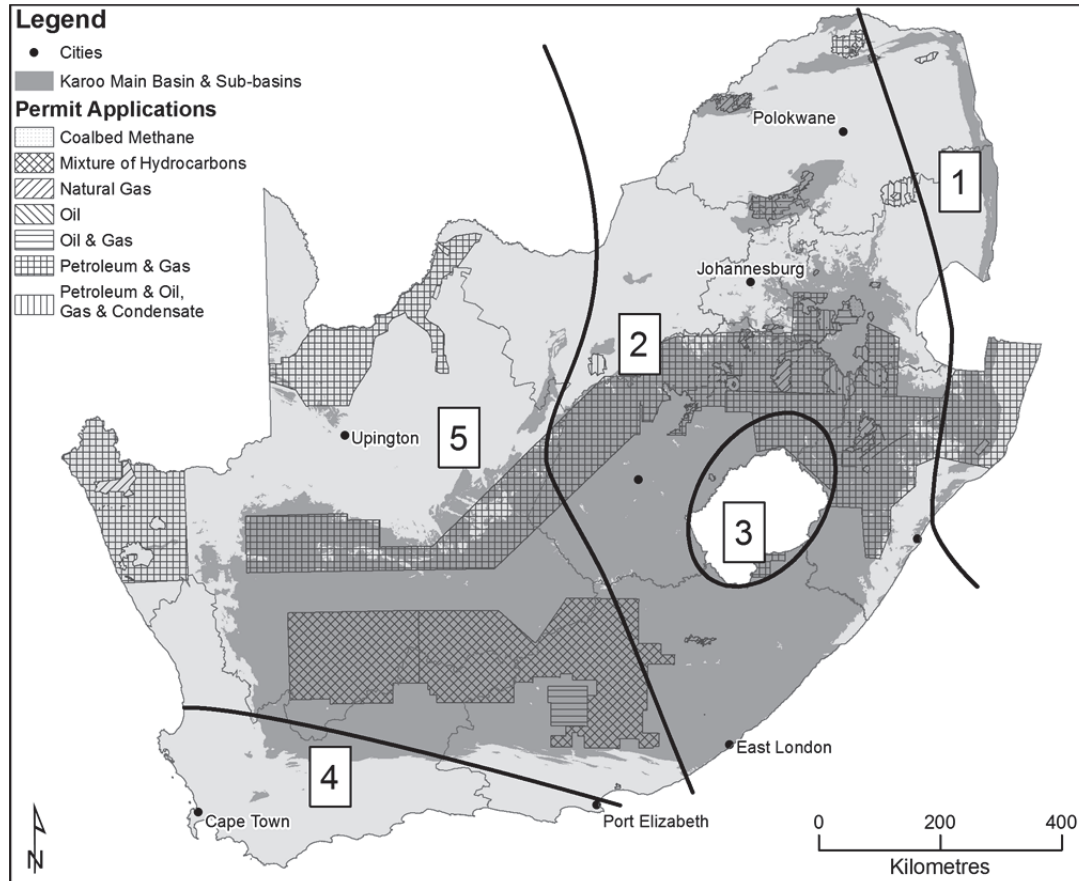 Legend
Cities
Karoo Main Basin & Sub-basins
Permit Applications
Coalbed Methane
Mixture of Hydrocarbons
Natural Gas
Oil
Oil & Gas
Petroleum & Gas
Petroleum & Oil,
Gas & Condensate
Polokwane
1
Johannesburg
2
Upington
5
3
East London
4
Cape Town
Port Elizabeth
N
0 200 400
Kilometres